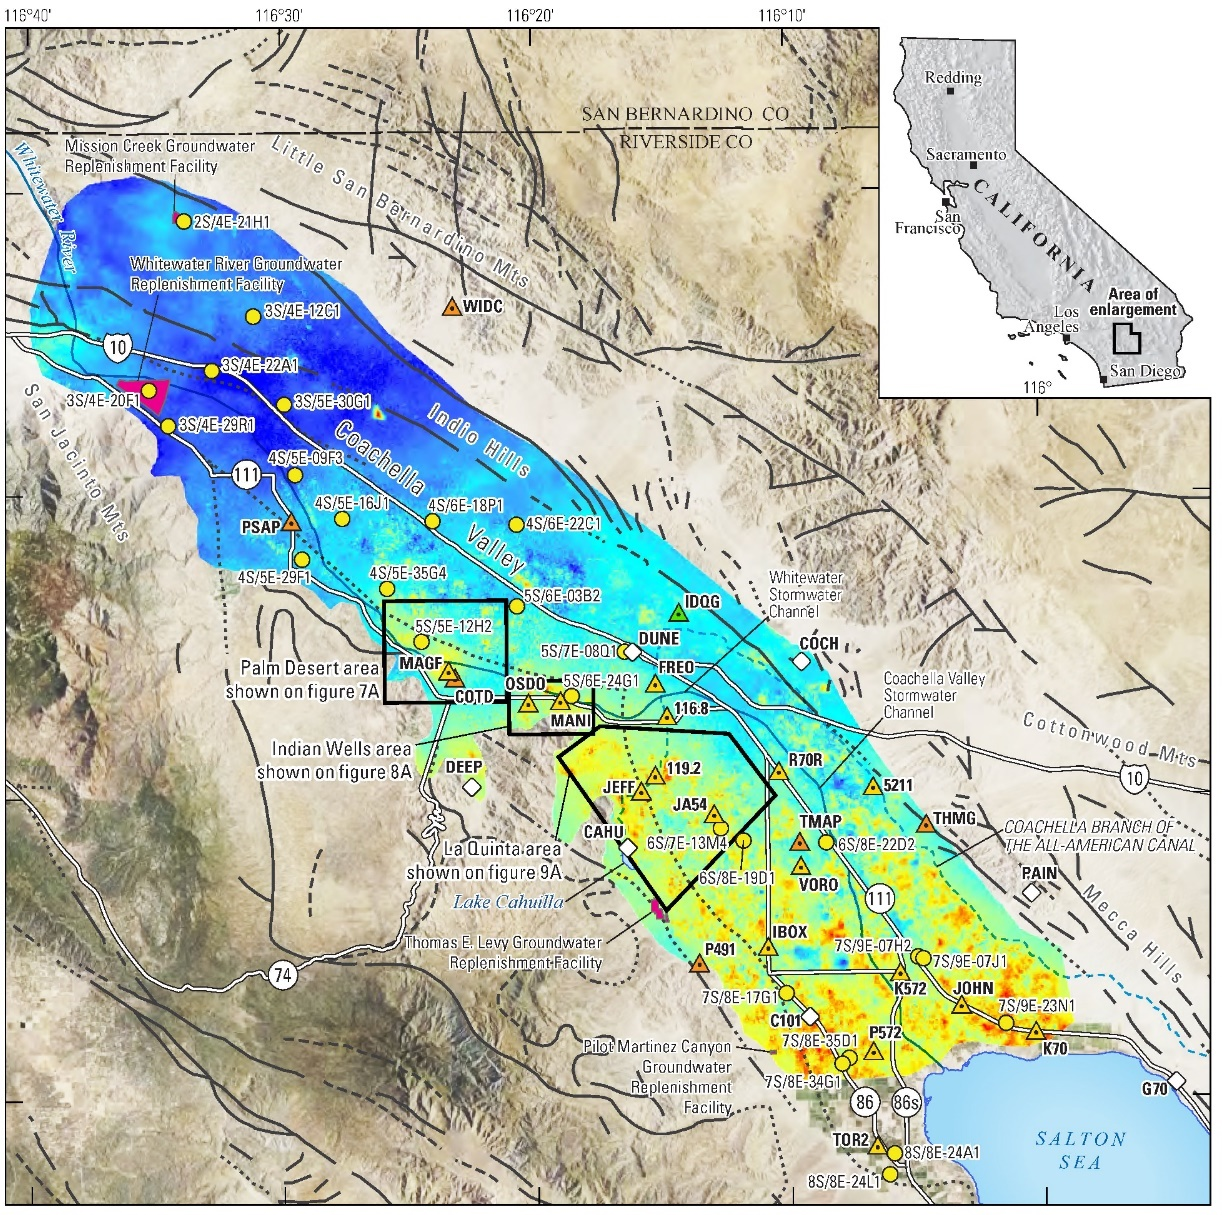 116°40'
116°30'
116°20'
116°10'
SAN BERNARDINO CO
RIVERSIDE CO
Redding
Sacramento
San
Francisco
CALIFORNIA
Los
Angeles
Area of
enlargement
San Diego
116°
Mission Creek Groundwater
Replenishment Facility
Whitewater River
Little San Bernardino Mts
2S/4E-21H1
Whitewater River Groundwater
Replenishment Facility
WIDC
3S/4E-12C1
10
3S/4E-22A1
3S/4E-20F1
3S/5E-30G1
3S/4E-29R1
San Jacinto Mts
Indio Hills
Coachella
Valley
4S/5E-09F3
111
4S/5E-16J1
4S/6E-18P1
4S/6E-22C1
PSAP
4S/5E-29F1
4S/5E-35G4
5S/6E-03B2
Whitewater
Stormwater
Channel
IDQG
5S/5E-12H2
5S/7E-08Q1
DUNE
COCH
Palm Desert area
shown on figure 7A
MAGF
COTD
OSDO
5S/6E-24G1
FREO
MANI
116.8
Coachella Valley
Stormwater
Channel
Cottonwood Mts
Indian Wells area
shown on figure 8A
DEEP
R70R
10
119.2
JEFF
5211
JA54
TMAP
THMG
CAHU
6S/7E-13M4
6S/8E-22D2
COACHELLA BRANCH OF
THE ALL-AMERICAN CANAL
La Quinta area
shown on figure 9A
6S/8E-19D1
VORO
PAIN
Lake Cahuilla
111
Mecca Hills
Thomas E. Levy Groundwater
Replenishment Facility
P491
IBOX
7S/9E-07H2
7S/9E-07J1
74
K572
JOHN
7S/8E-17G1
7S/9E-23N1
C101
P572
K70
7S/8E-35D1
Pilot Martinez Canyon
Groundwater
Replenishment
Facility
7S/8E-34G1
G70
86
86s
TOR2
8S/8E-24A1
8S/8E-24L1
SALTON
SEA